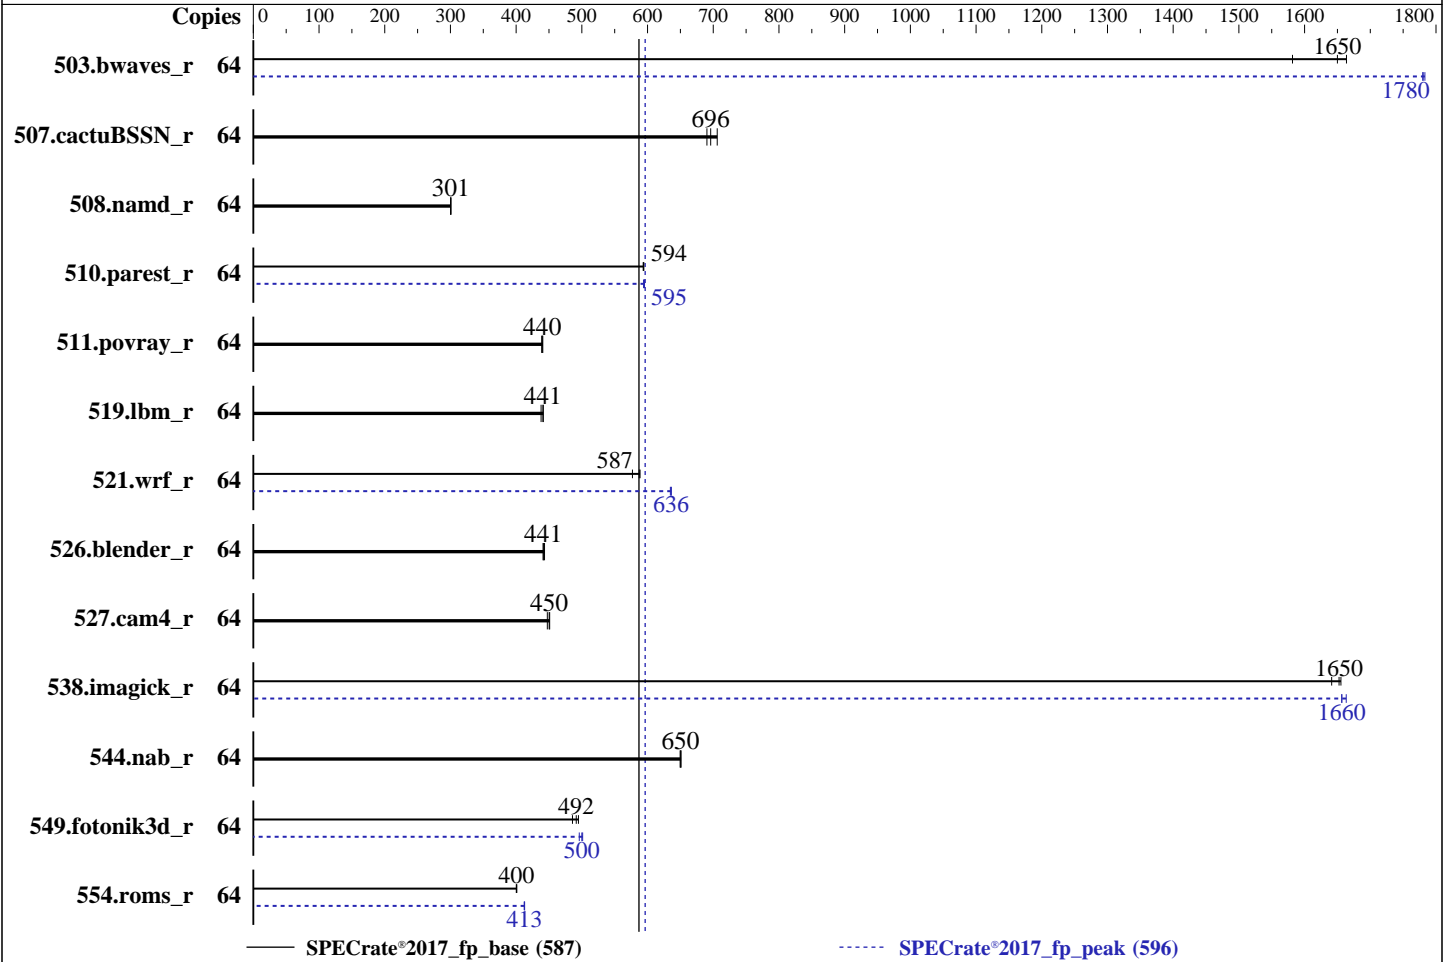 Copies 0 100 200 300 400 500 600 700 800 900 1000 1100 1200 1300 1400 1500 1600 1800
503.bwaves_r 64 1650
1780
507.cactuBSSN_r 64 696
508.namd_r 64 301
510.parest_r 64 594
595
511.povray_r 64 440
519.lbm_r 64 441
521.wrf_r 64 587
636
526.blender_r 64 441
527.cam4_r 64 450
538.imagick_r 64 1650
1660
544.nab_r 64 650
549.fotonik3d_r 64 492
500
554.roms_r 64 400
413
SPECrate®2017_fp_base (587) SPECrate®2017_fp_peak (596)